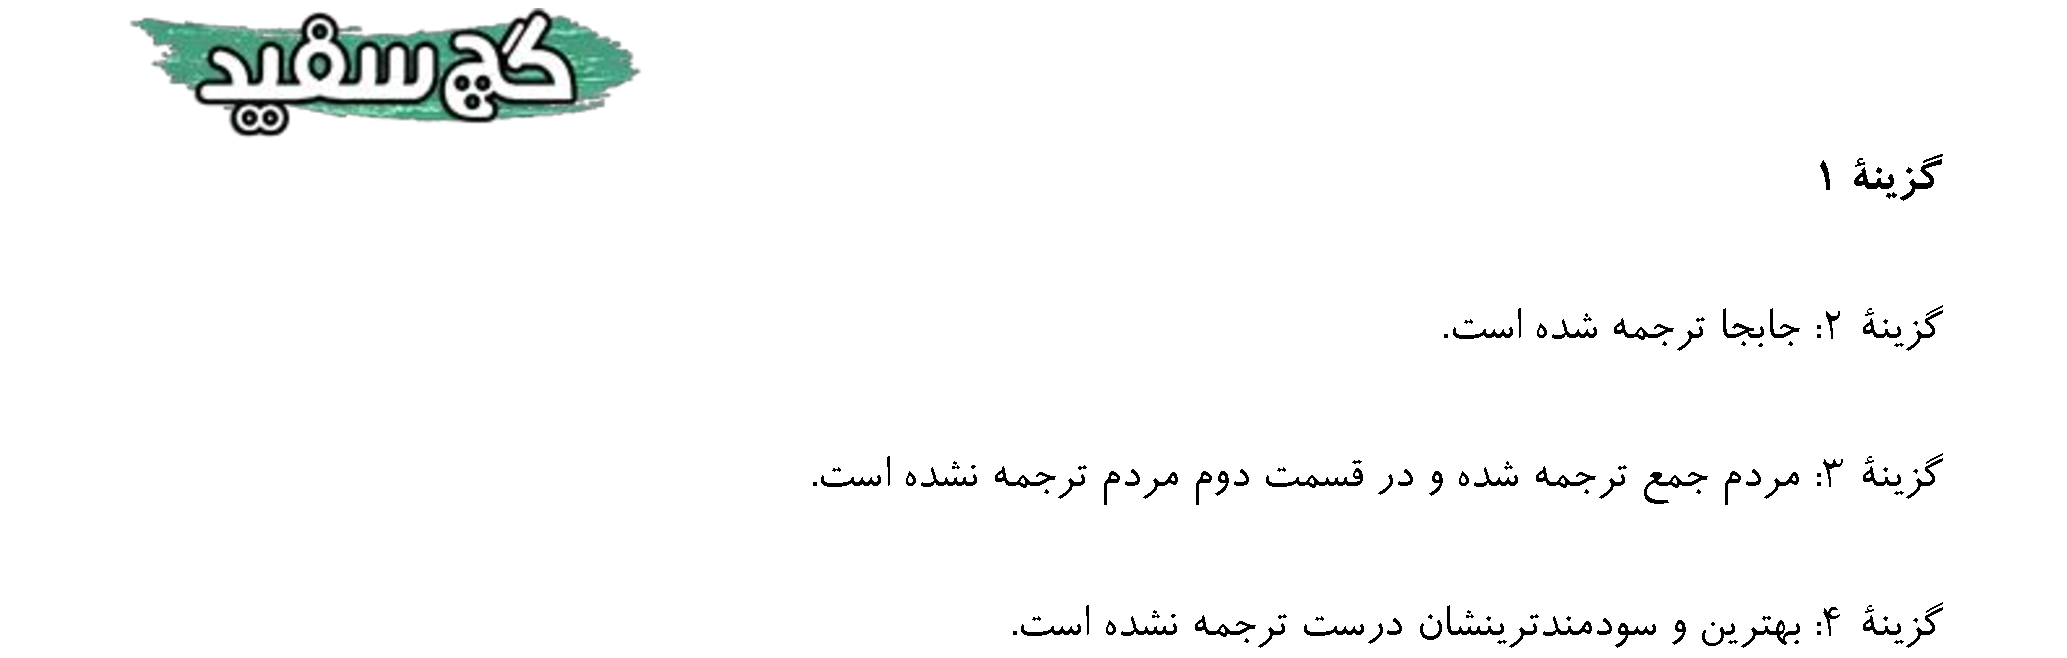 گچ سفید
گزینهٔ ۱
گزینهٔ ۲: جابجا ترجمه شده است.
گزینهٔ ۳: مردم جمع ترجمه شده و در قسمت دوم مردم ترجمه نشده است.
گزینهٔ ۴: بهترین و سودمندترینشان درست ترجمه نشده است.